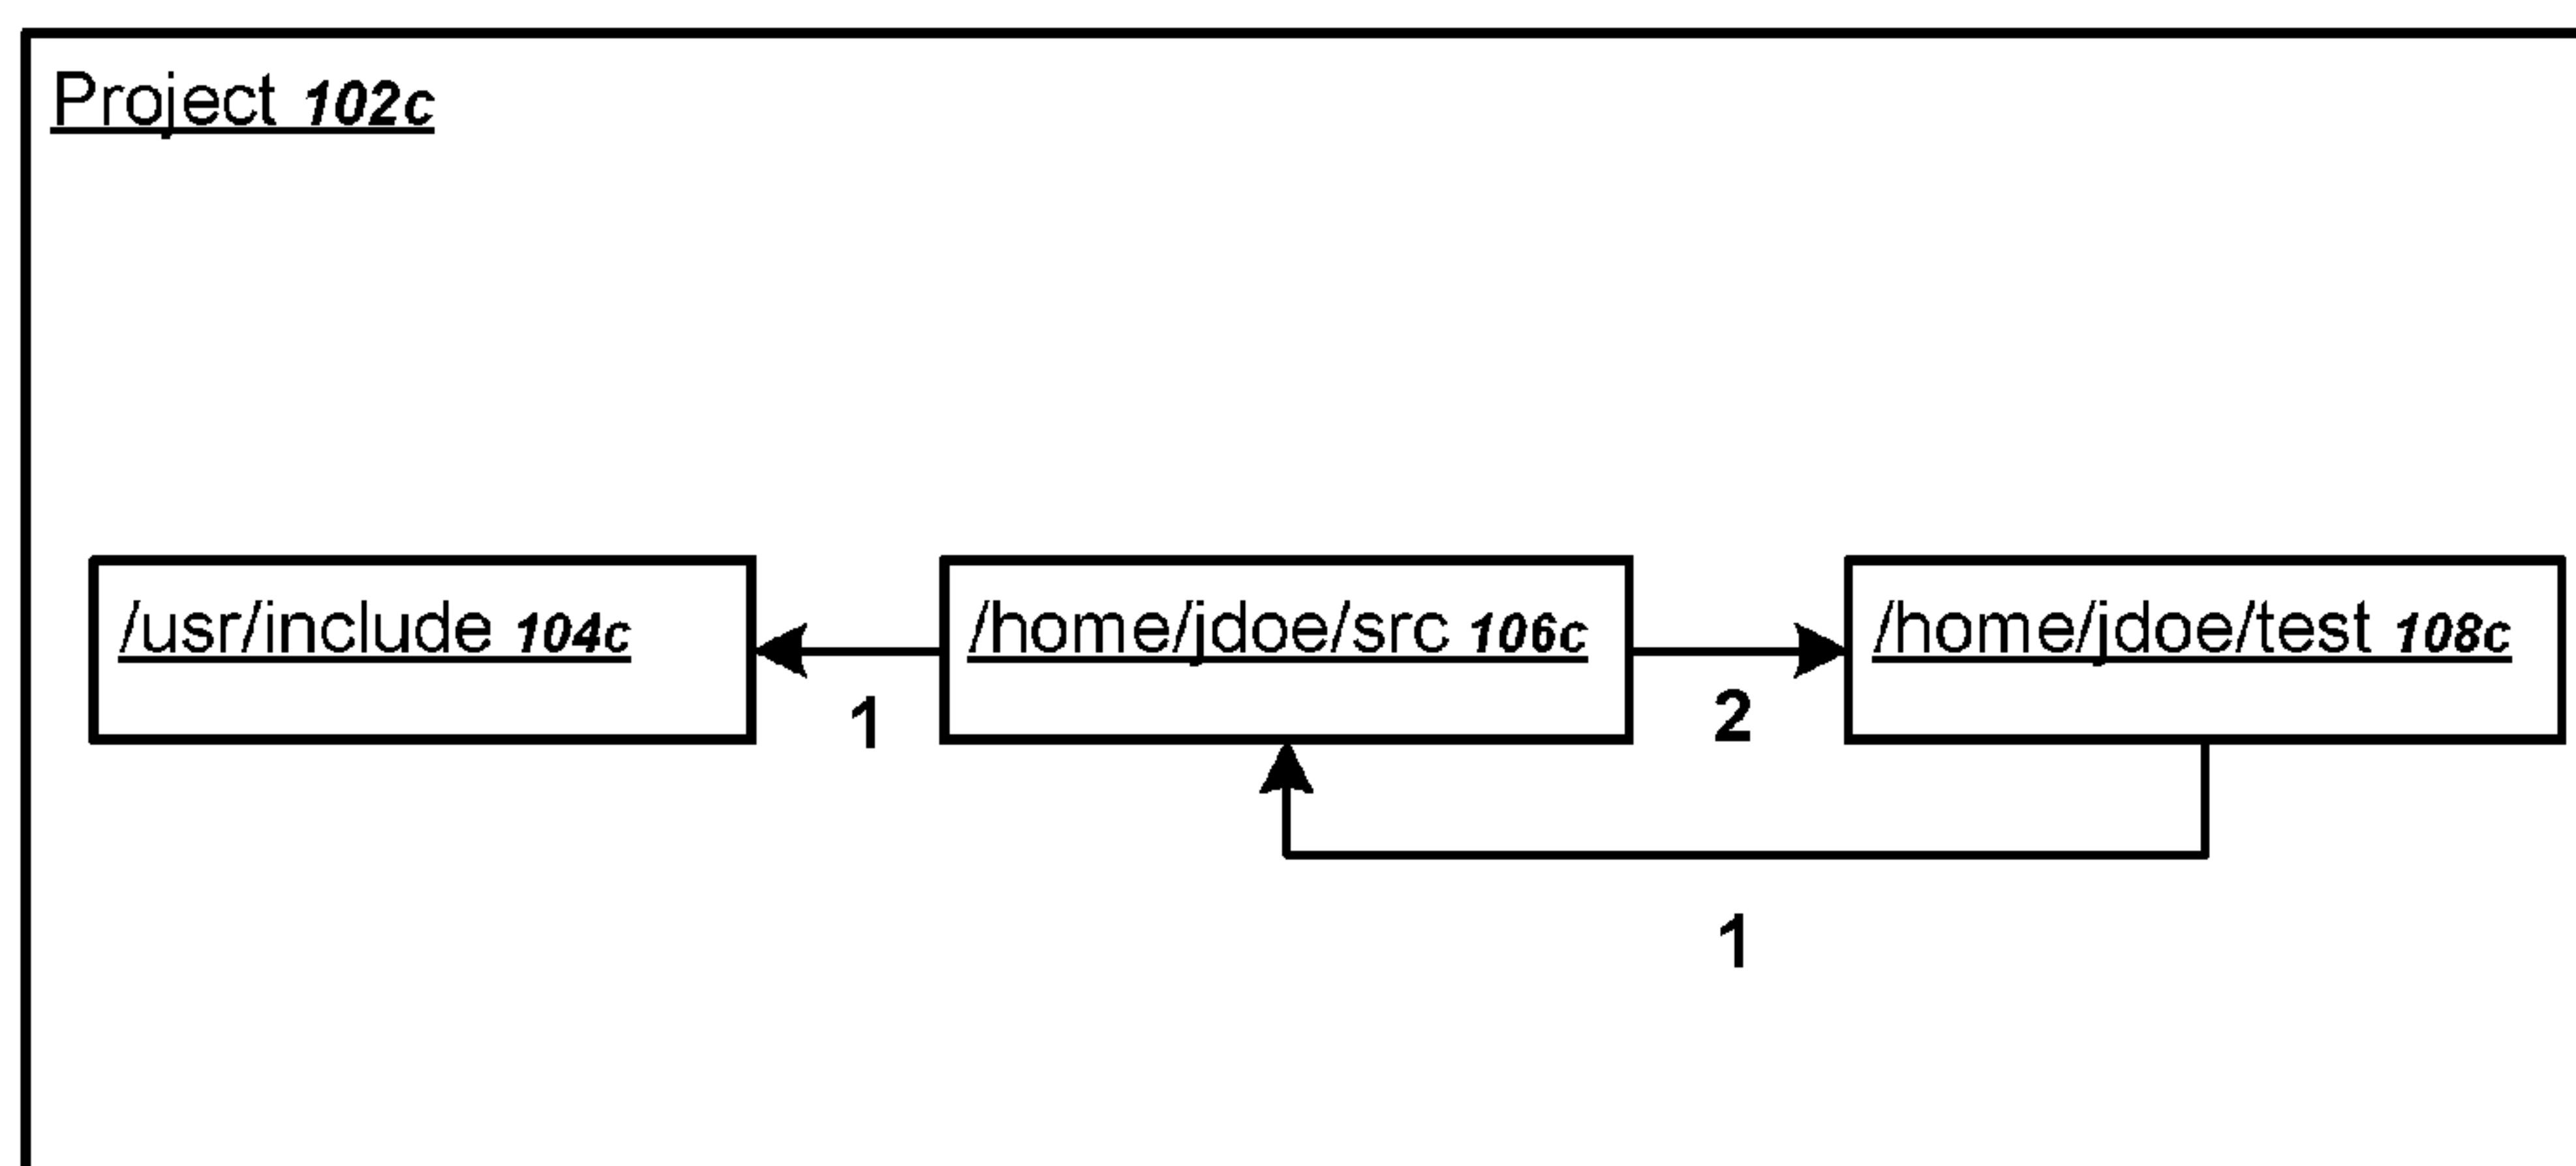 Project 102c
/usr/include 104c
/home/jdoe/src 106c
/home/jdoe/test 108c
1
2
1